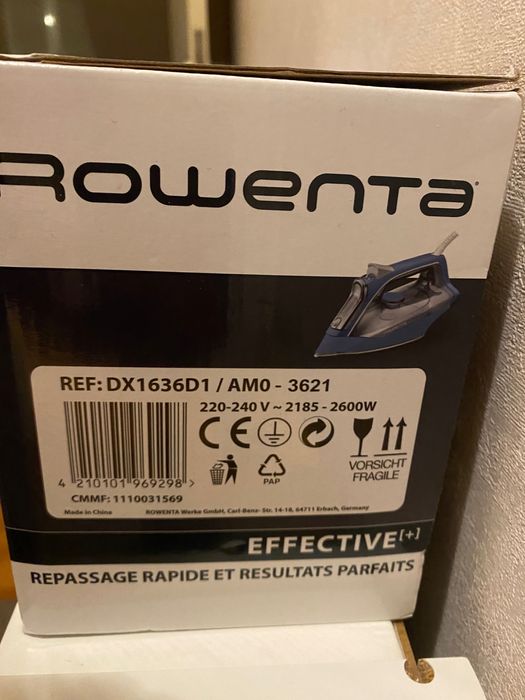 Rowenta
REF: DX1636D1 / AM0 - 3621
220-240 V ~ 2185 - 2600W
CE
VORSICHT
FRAGILE
PAP
4 210101 969298 >
CMMF: 1110031569
Made in China
ROWENTA Werke GmbH, Carl-Benz- Str. 14-18, 64711 Erbach, Germany
EFFECTIVE[+]
REPASSAGE RAPIDE ET RESULTATS PARFAITS